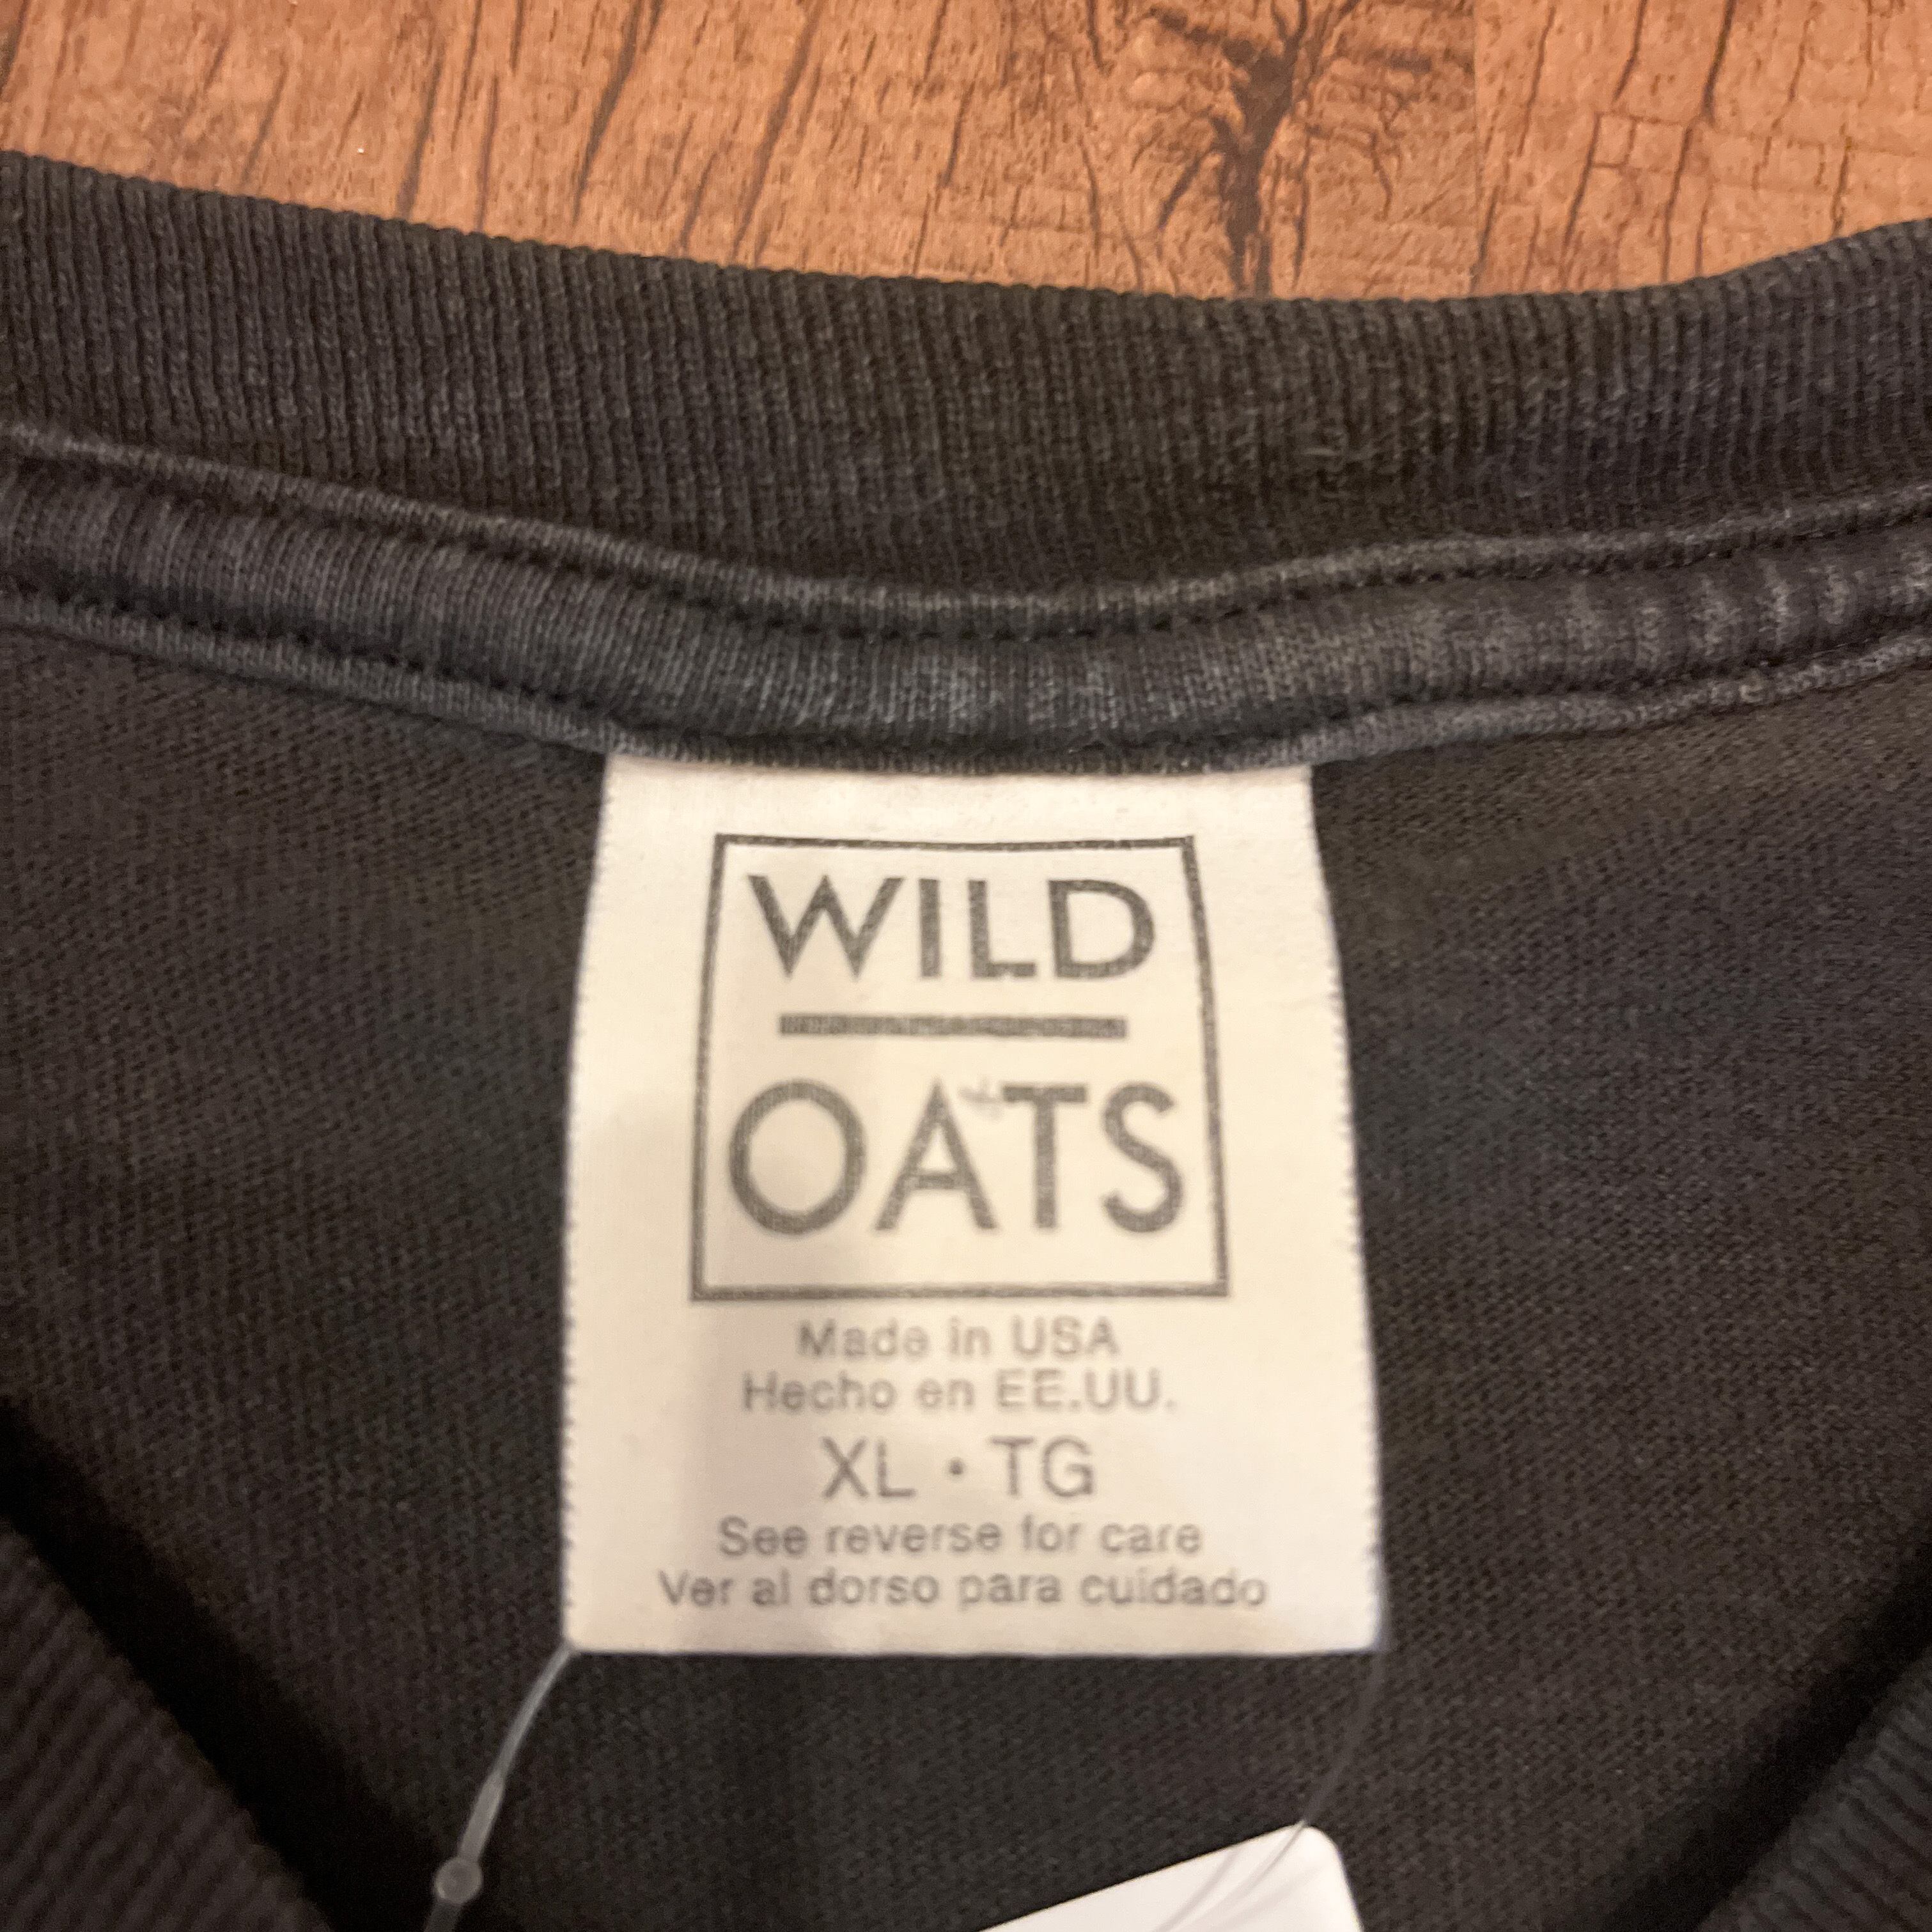 WILD
OATS
Made in USA
Hecho en EE.UU.
XL • TG
See reverse for care
Ver al dorso para cuidado